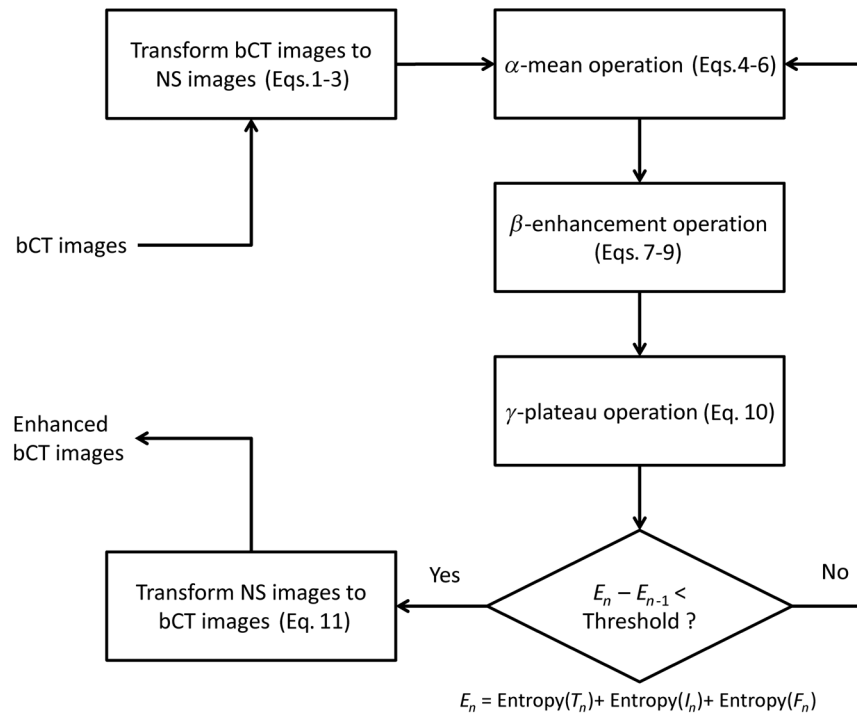 Transform bCT images to
NS images (Eqs.1-3)
α-mean operation (Eqs.4-6)
bCT images
β-enhancement operation
(Eqs. 7-9)
γ-plateau operation (Eq. 10)
Enhanced
bCT images
Transform NS images to
bCT images (Eq. 11)
Yes
Eₙ – Eₙ₋₁ <
Threshold ?
No
Eₙ = Entropy(Tₙ)+ Entropy(Iₙ)+ Entropy(Fₙ)